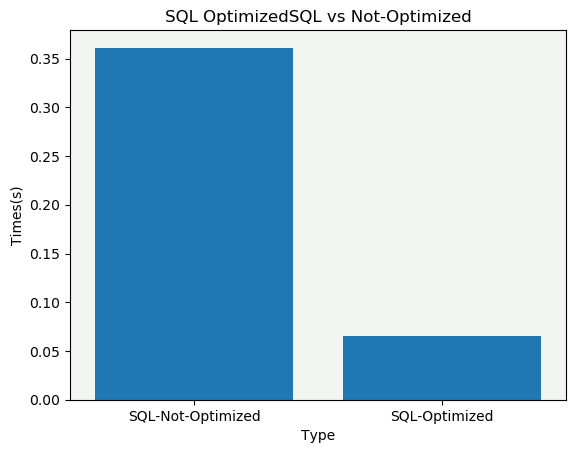 SQL OptimizedSQL vs Not-Optimized
Times(s)
0.35
0.30
0.25
0.20
0.15
0.10
0.05
0.00
SQL-Not-Optimized
SQL-Optimized
Type